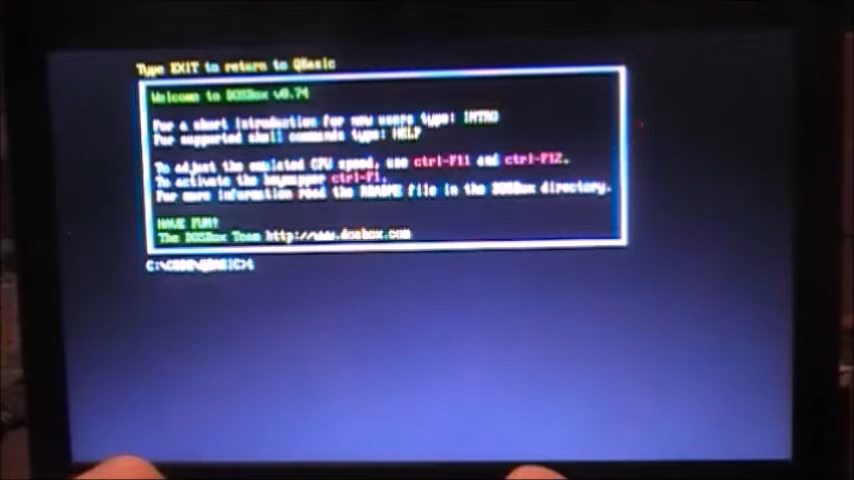 Type EXIT to return to QBasic
Welcome to DOSBox v0.74
For a short introduction for new users type: INTRO
For supported shell commands type: HELP
To adjust the emulated CPU speed, use ctrl-F11 and ctrl-F12.
To activate the keymapper ctrl-F1.
For more information read the README file in the DOSBox directory.
HAVE FUN!
The DOSBox Team http://www.dosbox.com
C:\CODE\QBASIC>